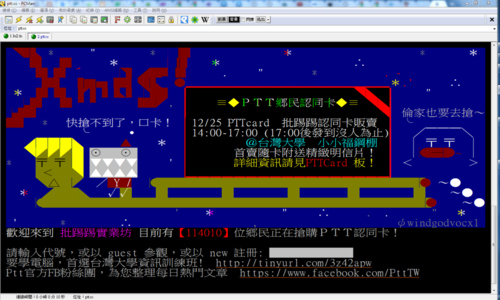 ptt.cc - PCMan
2.ptt.cc
Xmas!
≡◆ＰＴＴ鄉民認同卡◆≡
快搶不到了，口卡！
倫家也要去搶～
12/25 PTTcard 批踢踢認同卡販賣
14:00-17:00 (17:00後發到沒人為止)
@台灣大學 小小福鋼棚
首賣隨卡附送精緻明信片！
詳細資訊請見PTTCard 板！
ψwindgodvocx1
歡迎來到 批踢踢實業坊 目前有【114010】位鄉民正在搶購ＰＴＴ認同卡！
請輸入代號，或以 guest 參觀，或以 new 註冊:
要學電腦，首選台灣大學資訊訓練班! http://tinyurl.com/3z42apw
Ptt官方FB粉絲團，為您整理每日熱門文章 https://www.facebook.com/PttTW